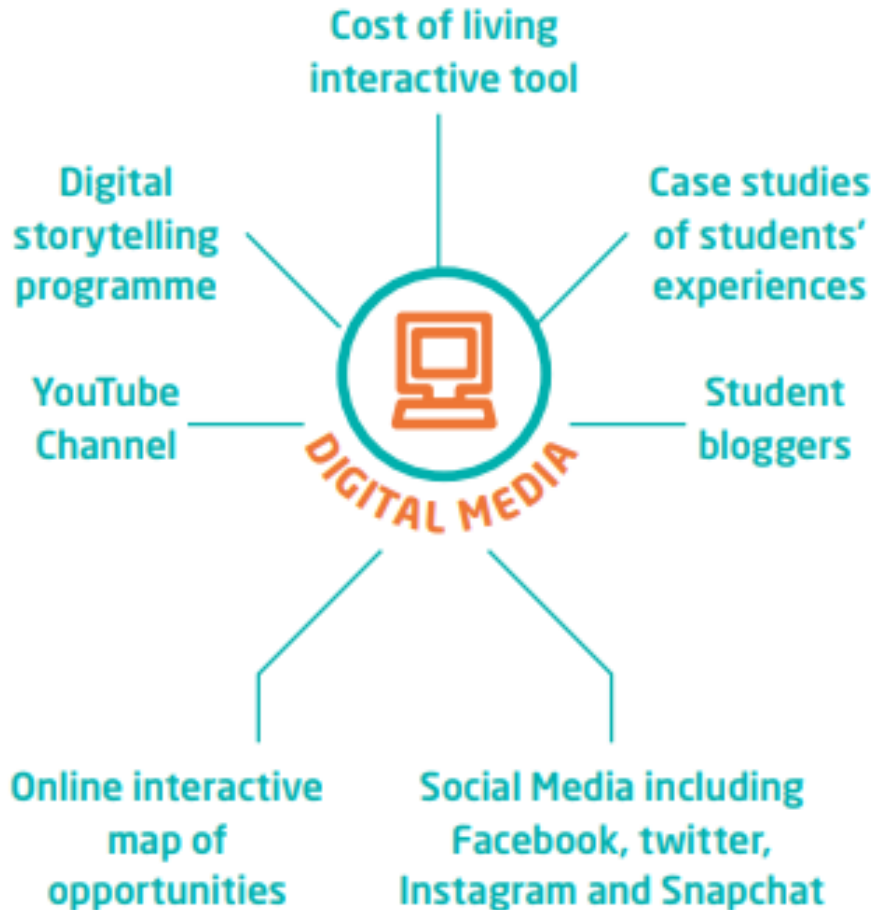 Cost of living
interactive tool
Digital
storytelling
programme
Case studies
of students'
experiences
YouTube
Channel
Student
bloggers
DIGITAL MEDIA
Online interactive
map of
opportunities
Social Media including
Facebook, twitter,
Instagram and Snapchat